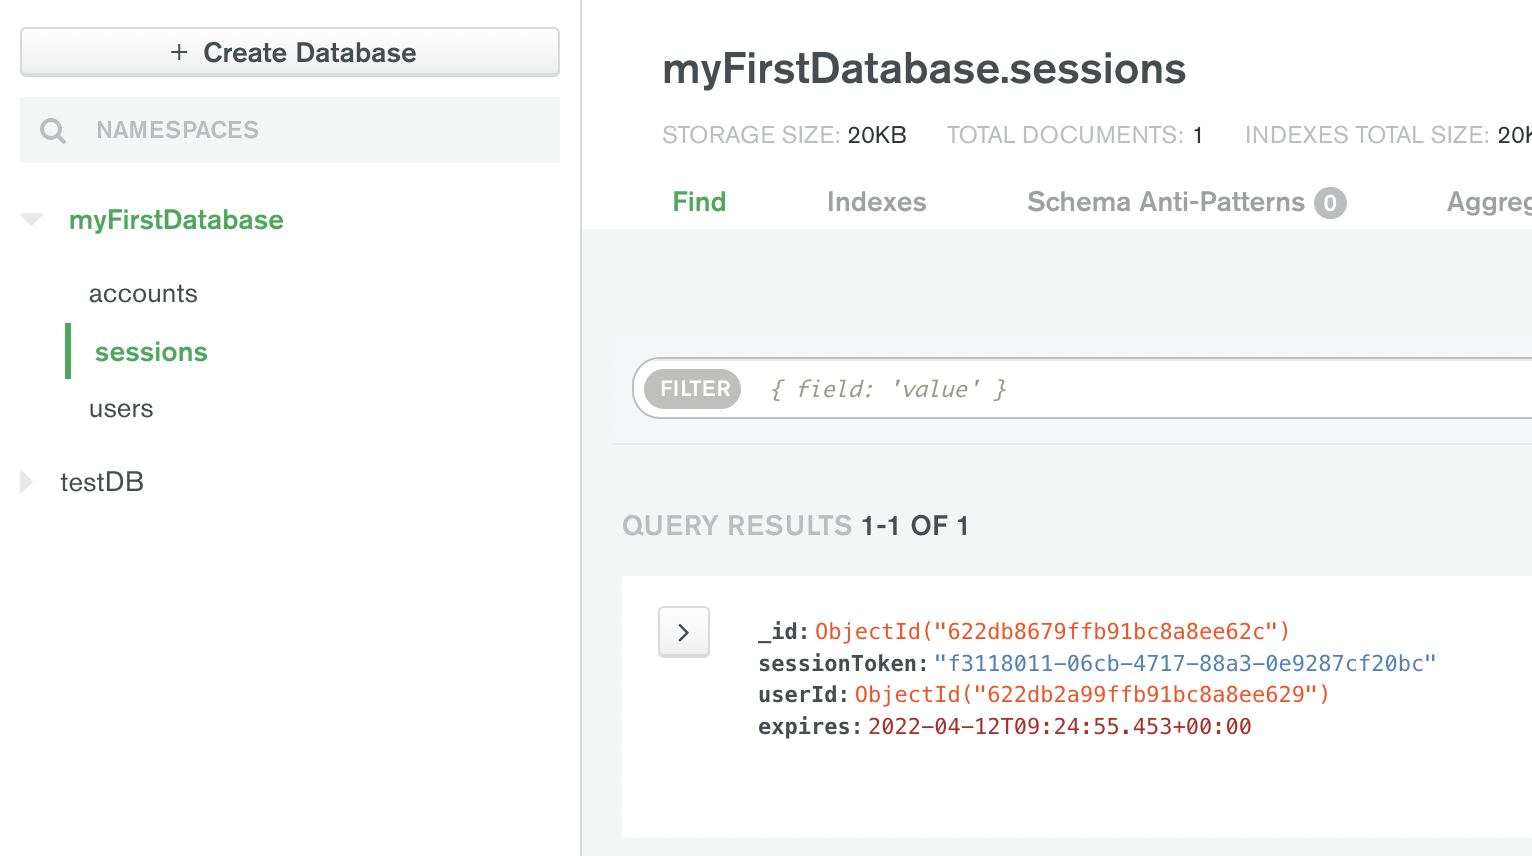 + Create Database
NAMESPACES
myFirstDatabase
accounts
sessions
users
testDB
myFirstDatabase.sessions
STORAGE SIZE: 20KB TOTAL DOCUMENTS: 1 INDEXES TOTAL SIZE: 20K
Find Indexes Schema Anti-Patterns 0 Aggreg
FILTER { field: 'value' }
QUERY RESULTS 1-1 OF 1
_id: ObjectId("622db8679ffb91bc8a8ee62c")
sessionToken: "f3118011-06cb-4717-88a3-0e9287cf20bc"
userId: ObjectId("622db2a99ffb91bc8a8ee629")
expires: 2022-04-12T09:24:55.453+00:00